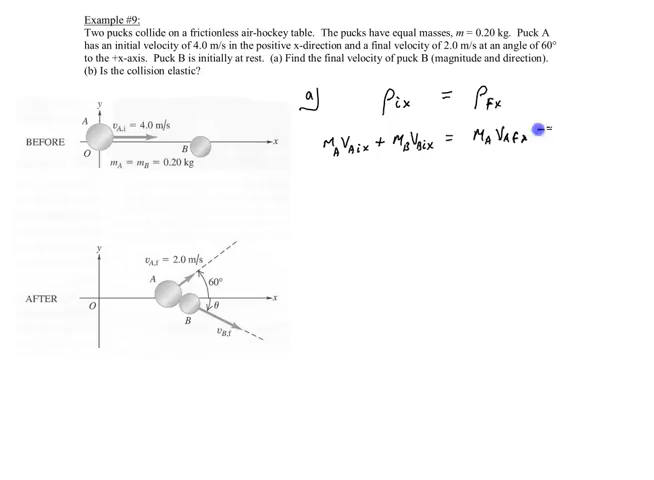 Example #9:
Two pucks collide on a frictionless air-hockey table. The pucks have equal masses, m = 0.20 kg. Puck A
has an initial velocity of 4.0 m/s in the positive x-direction and a final velocity of 2.0 m/s at an angle of 60°
to the +x-axis. Puck B is initially at rest. (a) Find the final velocity of puck B (magnitude and direction).
(b) Is the collision elastic?
a) Pix = Pfx
MAVAix + MBVBix = MAVAfx
BEFORE
y
A
vA,i = 4.0 m/s
B
x
O
mA = mB = 0.20 kg
AFTER
y
vA,f = 2.0 m/s
A
60°
x
O
θ
B
vB,f